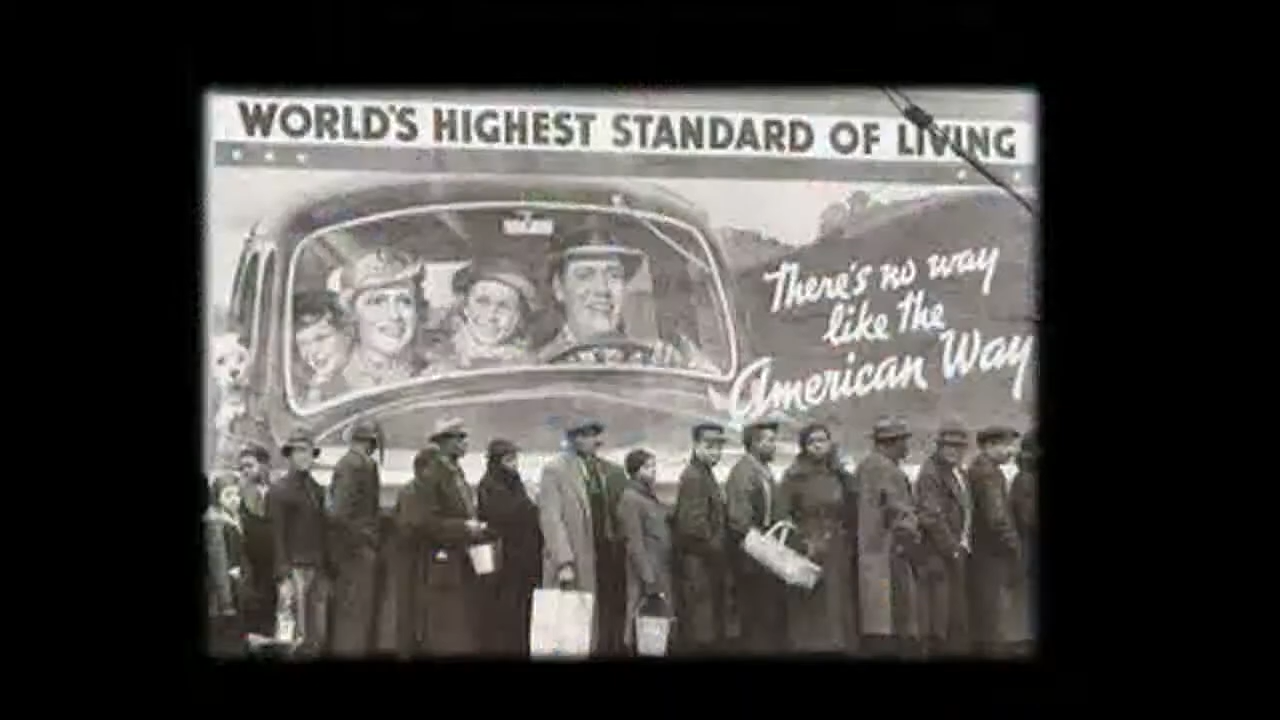 WORLD'S HIGHEST STANDARD OF LIVING
There's no way
like the
American Way